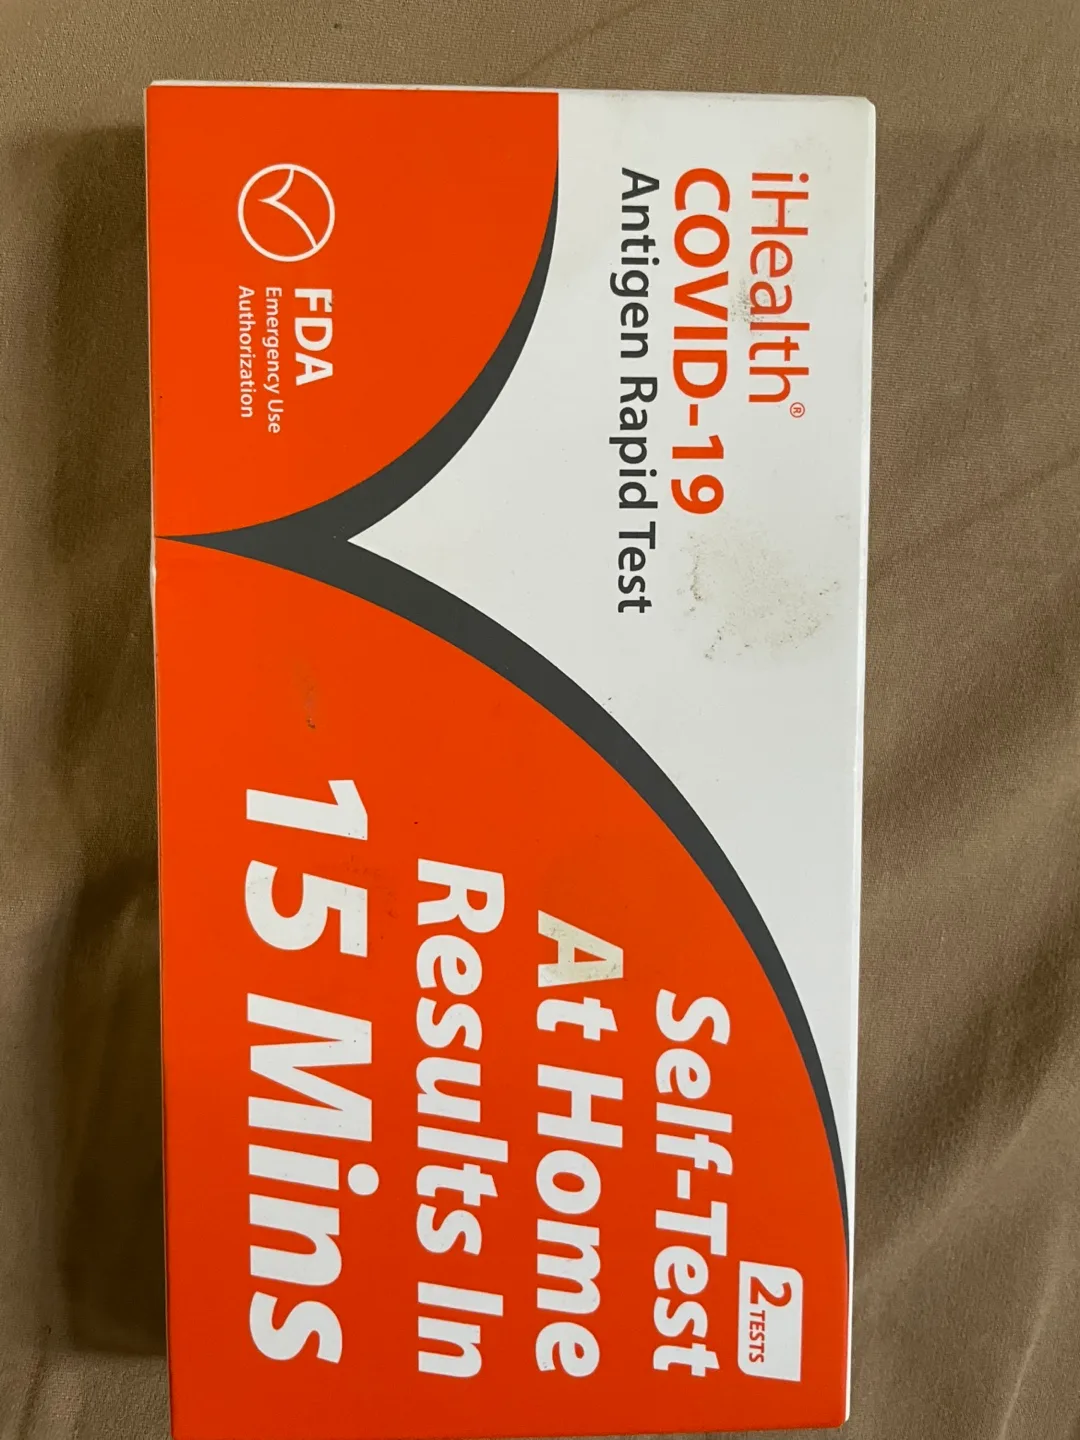 iHealth®
COVID-19
Antigen Rapid Test
FDA
Emergency Use
Authorization
2 TESTS
Self-Test
At Home
Results In
15 Mins